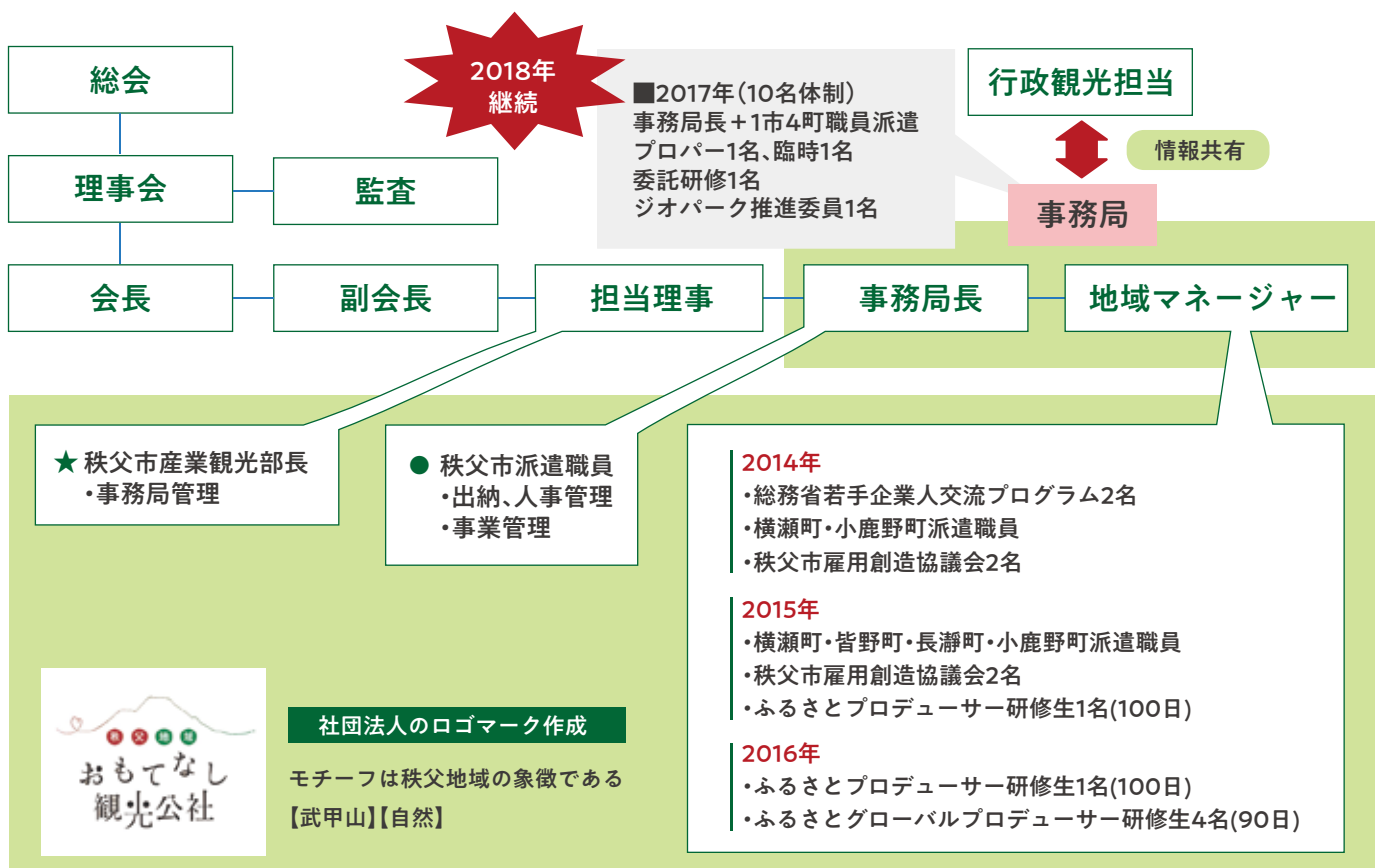 総会
理事会
監査
会長
副会長
担当理事
事務局長
地域マネージャー
2018年
継続
■2017年(10名体制)
事務局長+1市4町職員派遣
プロパー1名、臨時1名
委託研修1名
ジオパーク推進委員1名
行政観光担当
情報共有
事務局
★ 秩父市産業観光部長
・事務局管理
● 秩父市派遣職員
・出納、人事管理
・事業管理
2014年
・総務省若手企業人交流プログラム2名
・横瀬町・小鹿野町派遣職員
・秩父市雇用創造協議会2名
2015年
・横瀬町・皆野町・長瀞町・小鹿野町派遣職員
・秩父市雇用創造協議会2名
・ふるさとプロデューサー研修生1名(100日)
2016年
・ふるさとプロデューサー研修生1名(100日)
・ふるさとグローバルプロデューサー研修生4名(90日)
秩父地域
おもてなし
観光公社
社団法人のロゴマーク作成
モチーフは秩父地域の象徴である
【武甲山】【自然】